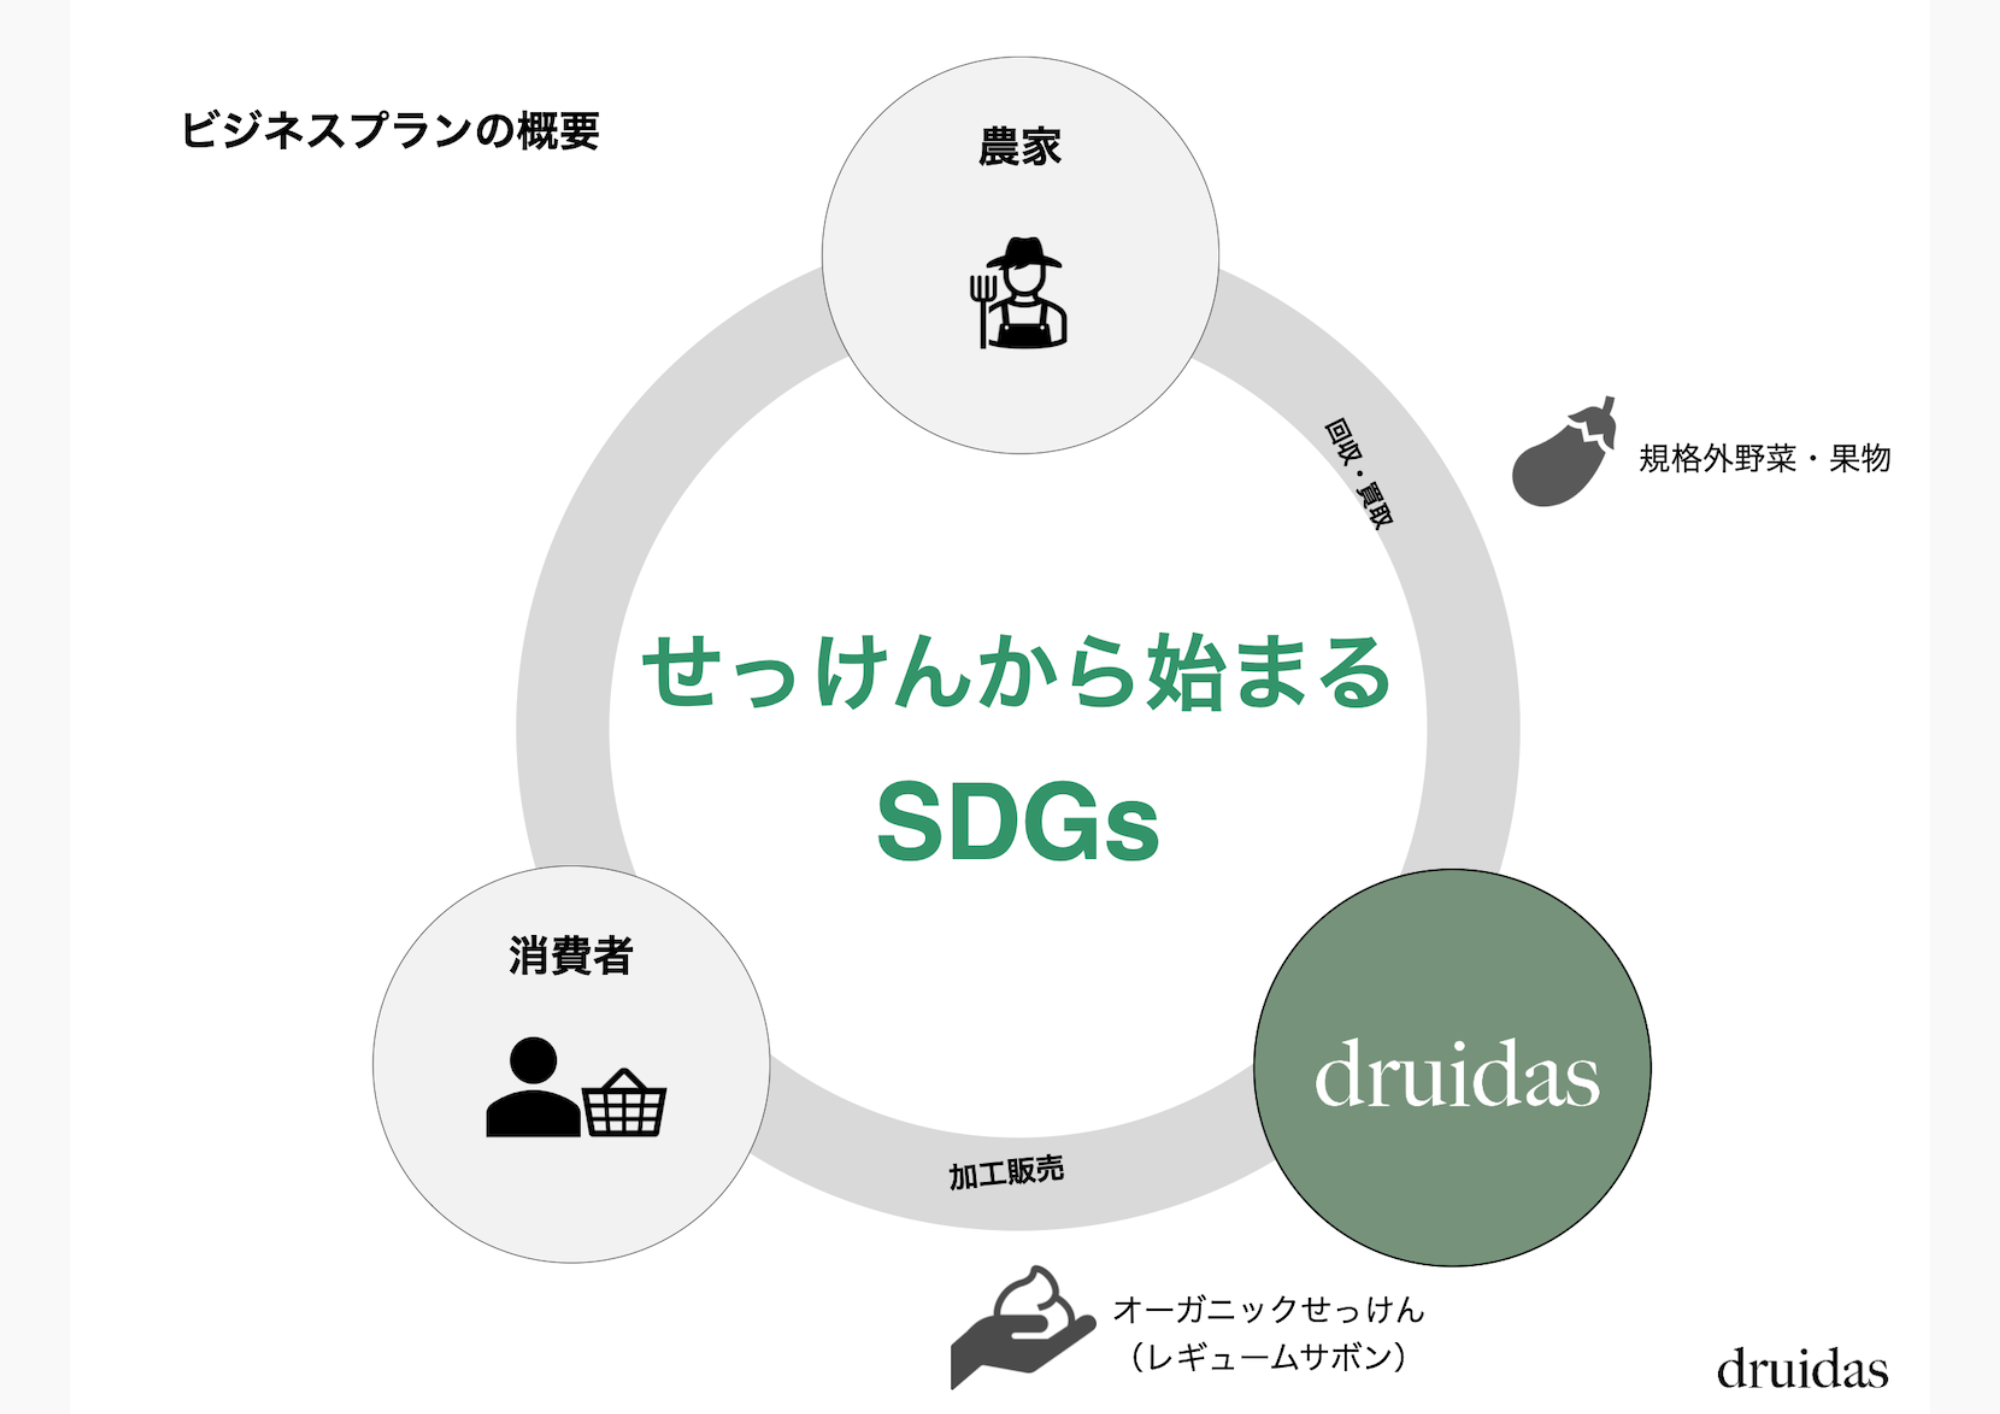 ビジネスプランの概要
農家
回収・買取
規格外野菜・果物
せっけんから始まる
SDGs
消費者
druidas
加工販売
オーガニックせっけん
（レギュームサボン）
druidas